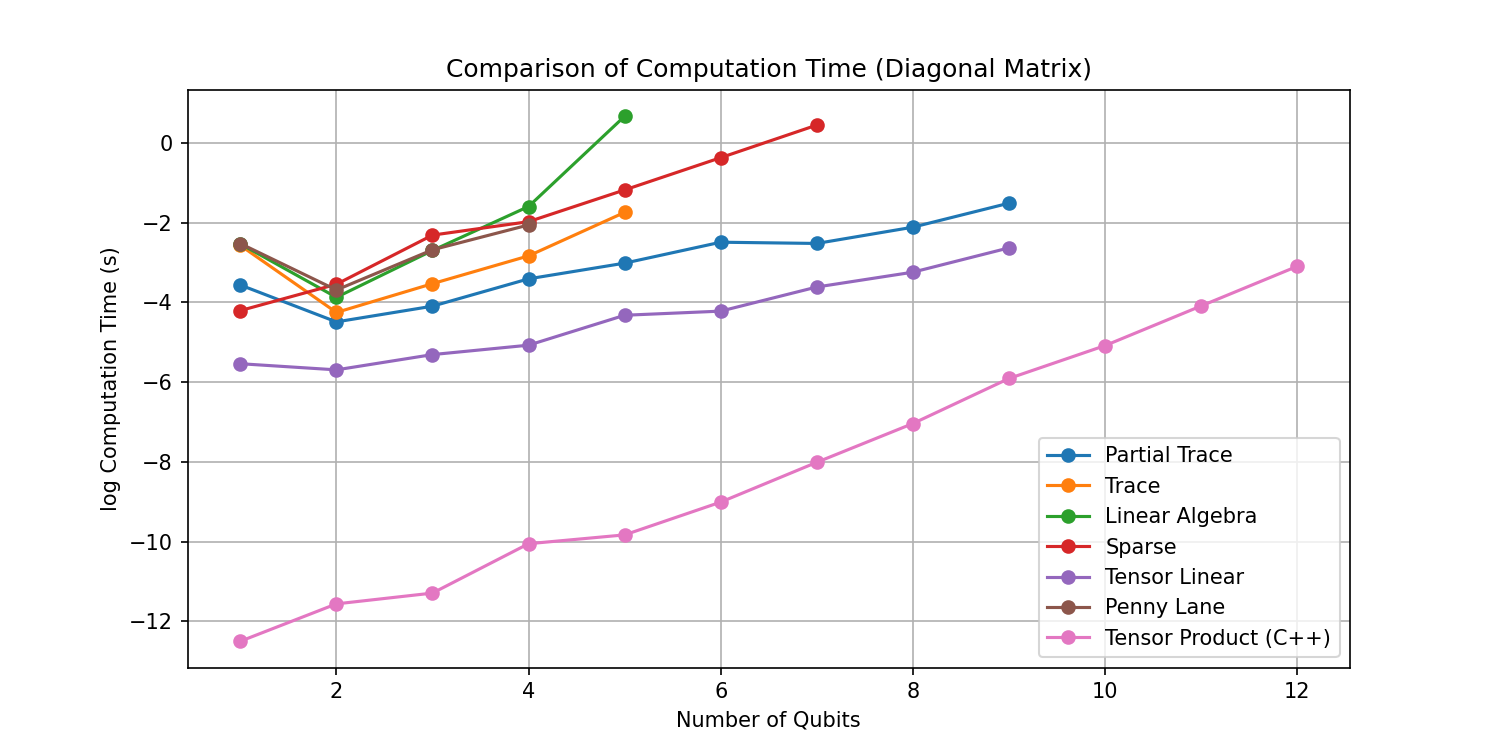 Comparison of Computation Time (Diagonal Matrix)
log Computation Time (s)
0
−2
−4
−6
−8
−10
−12
2
4
6
8
10
12
Number of Qubits
Partial Trace
Trace
Linear Algebra
Sparse
Tensor Linear
Penny Lane
Tensor Product (C++)